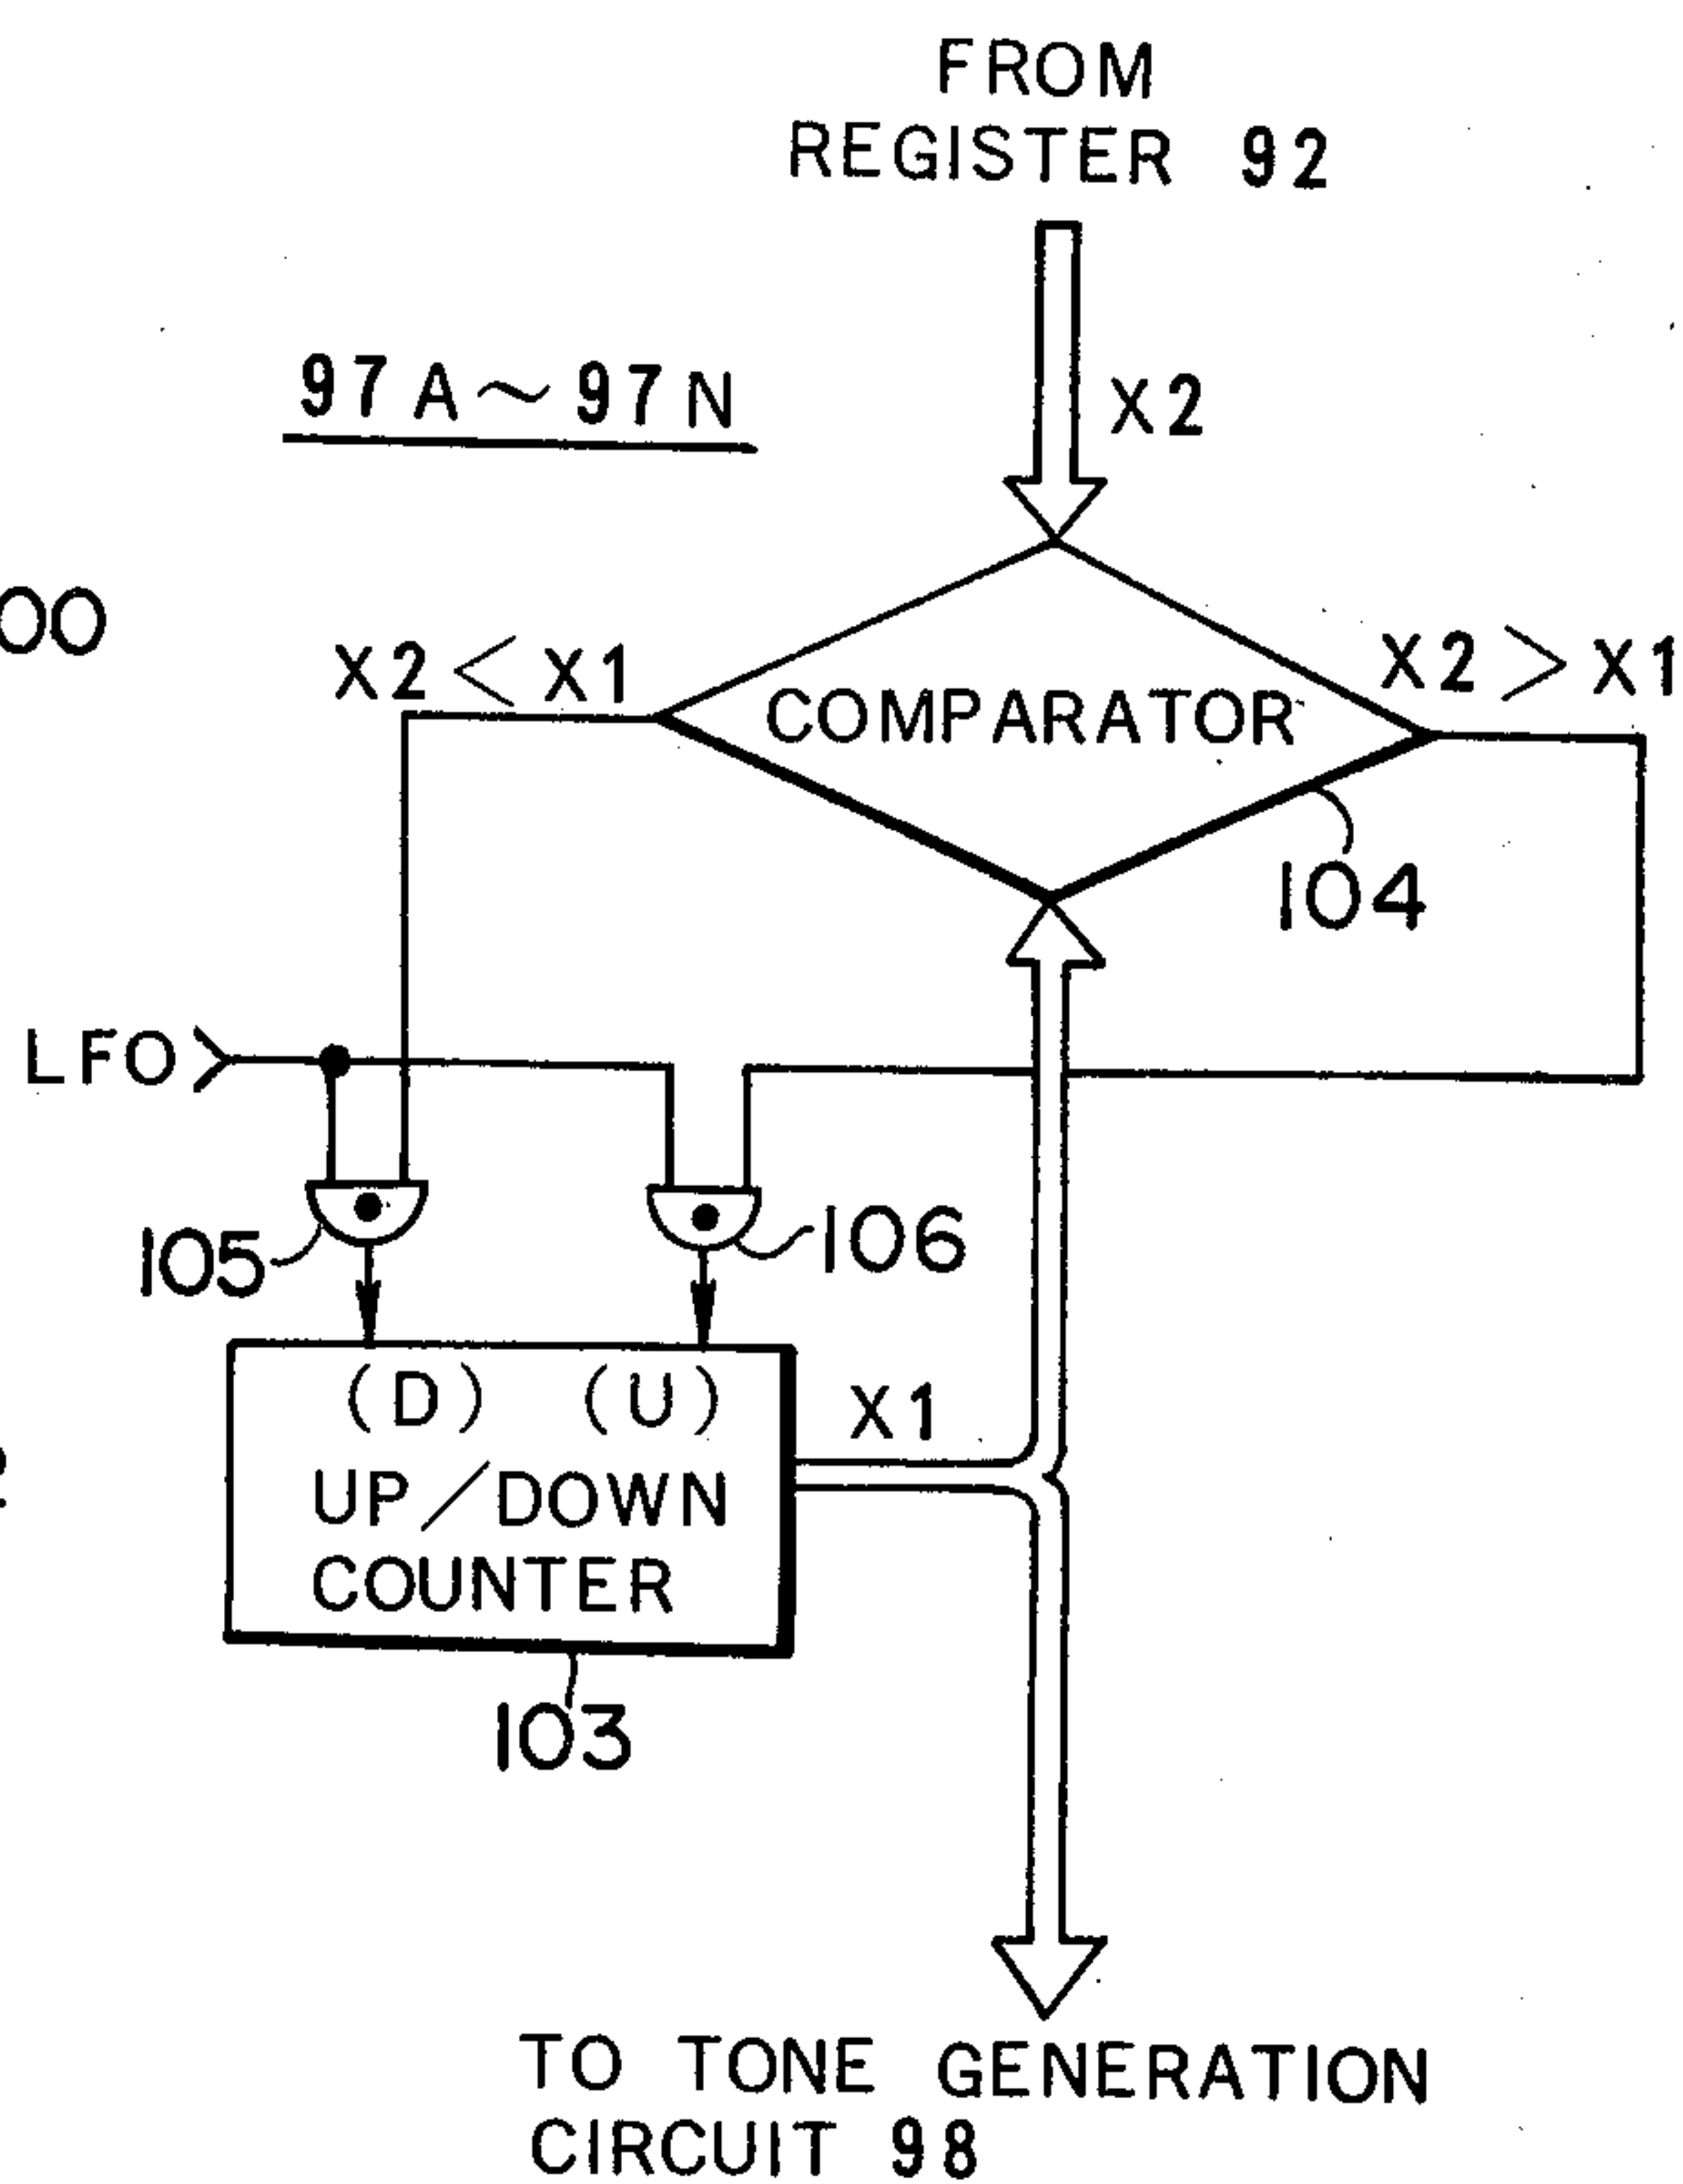 FROM
REGISTER 92
97A~97N
X2
00
X2<X1
X2>X1
COMPARATOR
104
LFO
105
106
(D) (U)
X1
UP/DOWN
COUNTER
103
TO TONE GENERATION
CIRCUIT 98